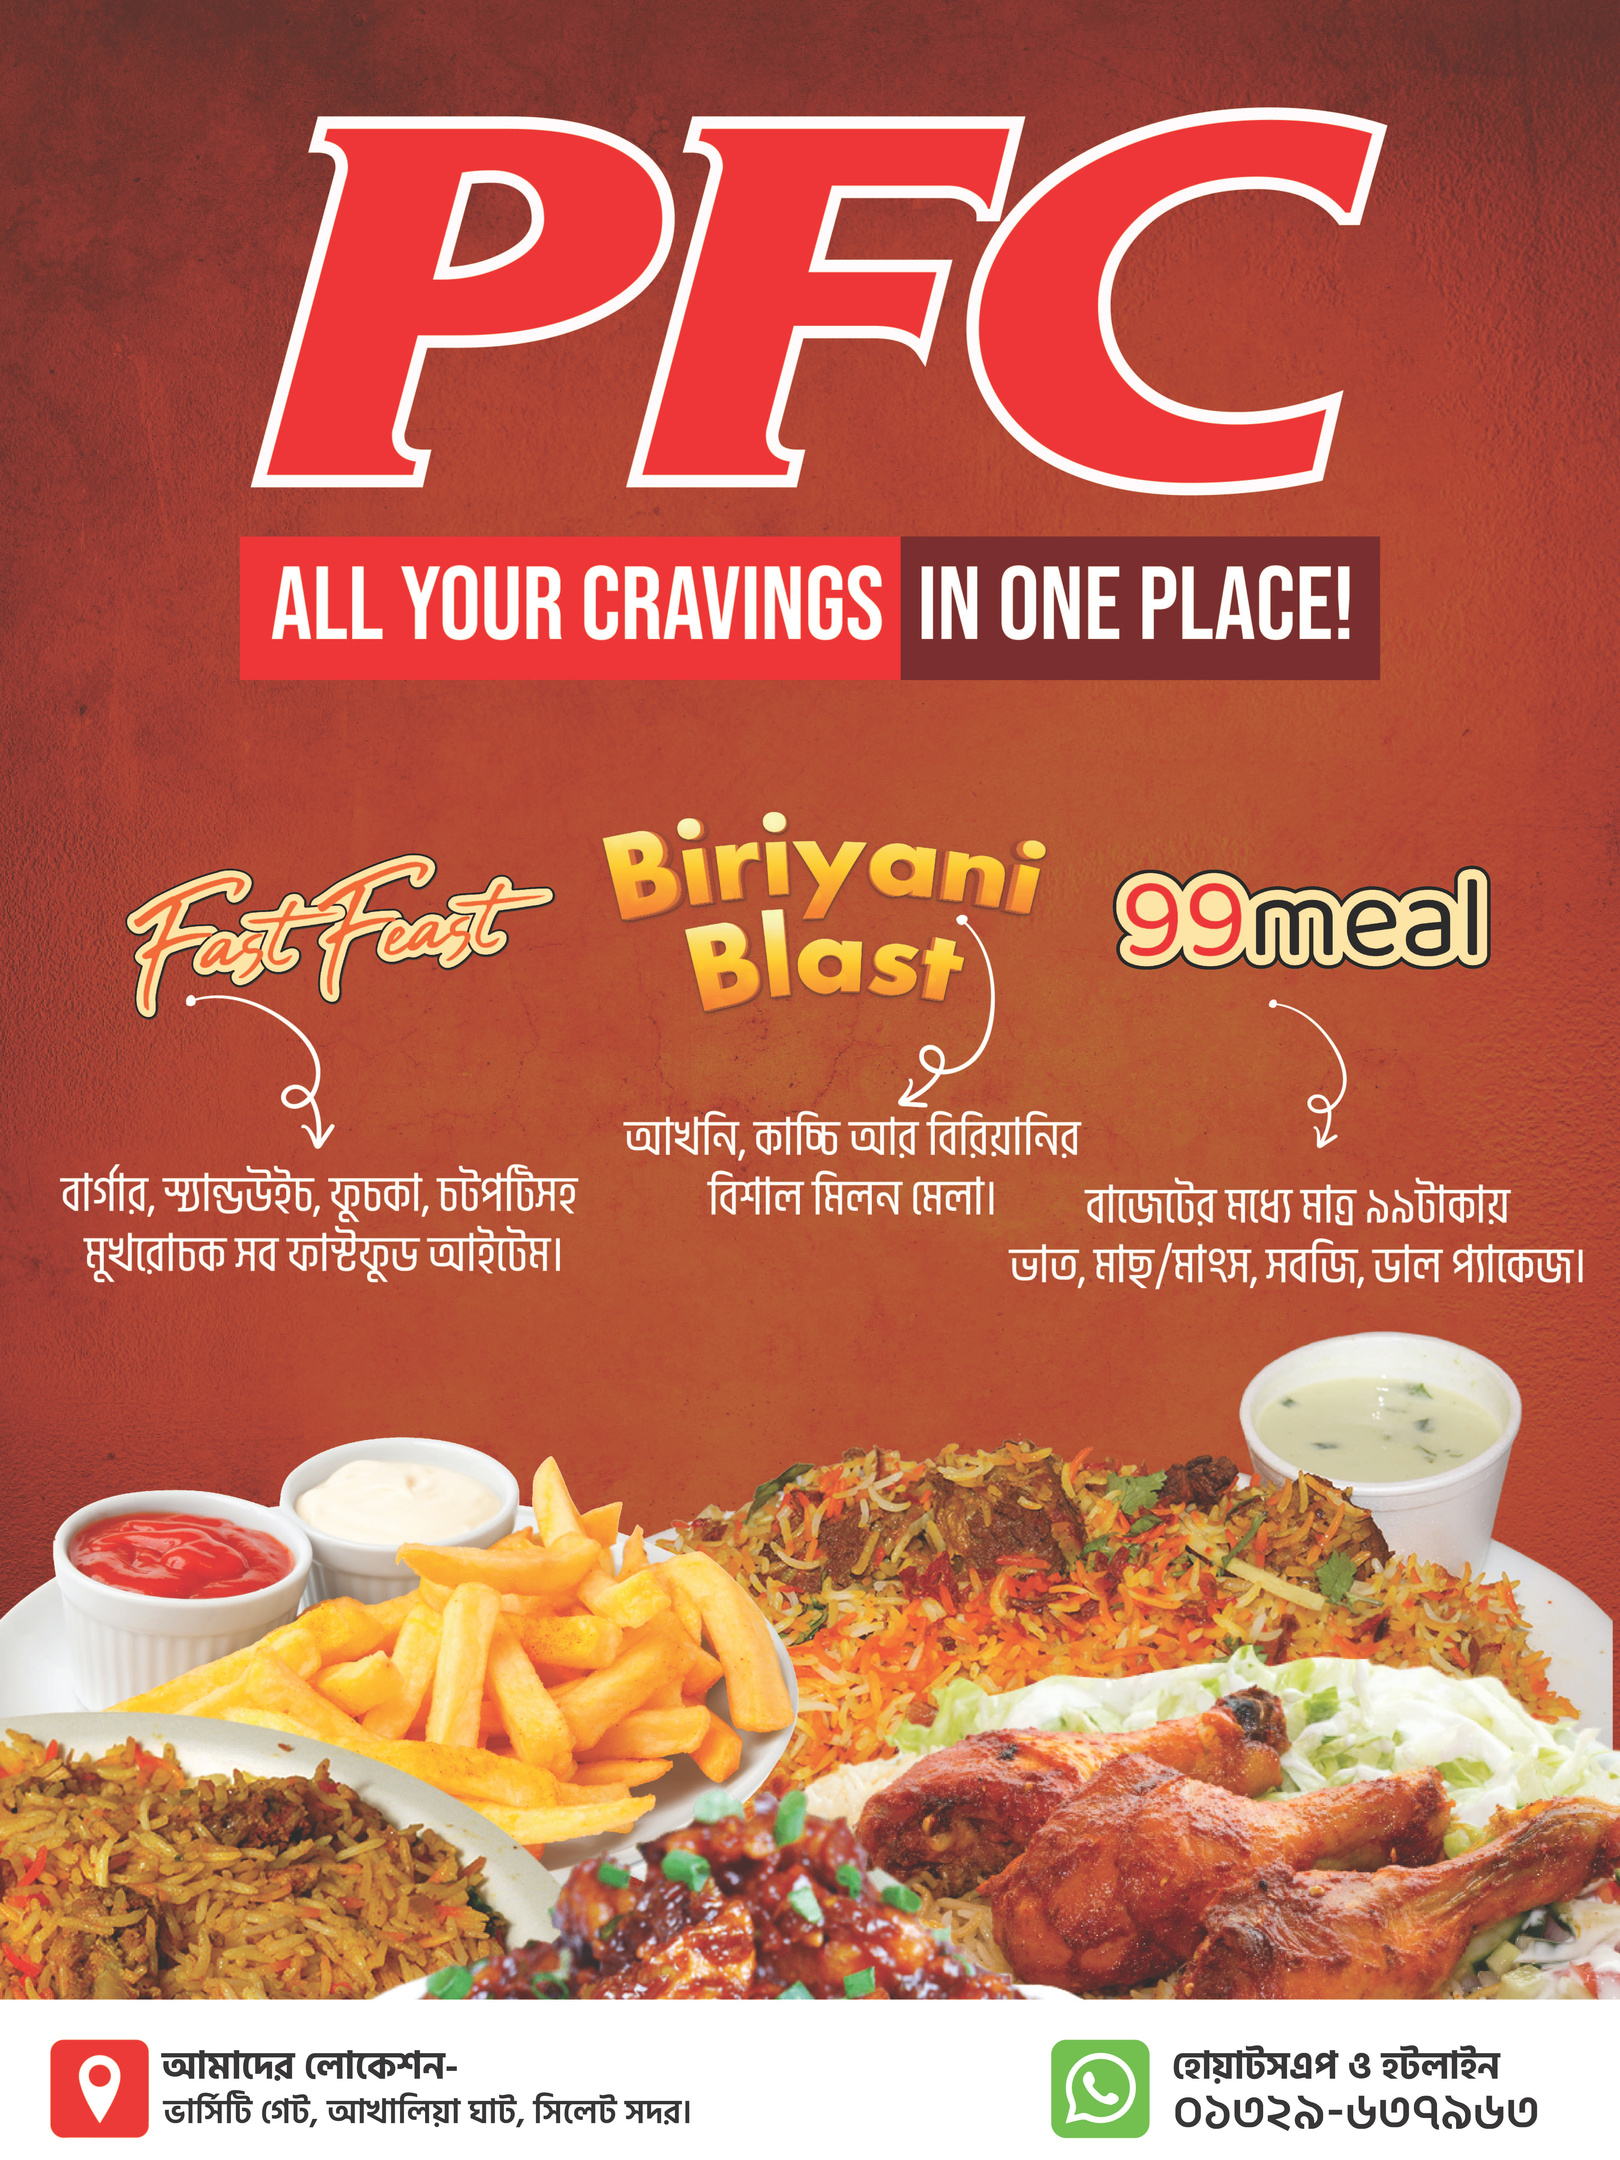 PFC
ALL YOUR CRAVINGS IN ONE PLACE!
Fast Feast
বার্গার, স্যান্ডউইচ, ফুচকা, চটপটিসহ
মুখরোচক সব ফাস্টফুড আইটেম।
Biriyani
Blast
আখনি, কাচ্চি আর বিরিয়ানির
বিশাল মিলন মেলা।
99meal
বাজেটের মধ্যে মাত্র ৯৯টাকায়
ভাত, মাছ/মাংস, সবজি, ডাল প্যাকেজ।
আমাদের লোকেশন-
ভার্সিটি গেট, আখালিয়া ঘাট, সিলেট সদর।
হোয়াটসএপ ও হটলাইন
০১৩২৯-৬৩৭৯৬৩